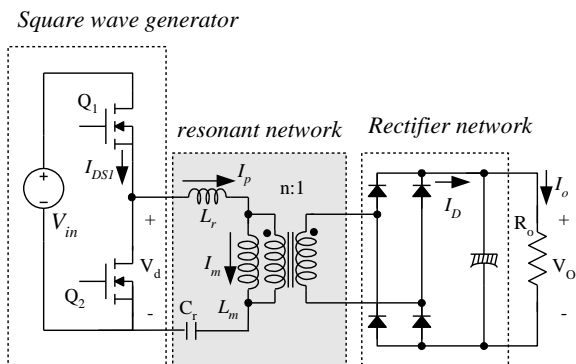 Square wave generator
resonant network
Rectifier network
Q1
IDS1
Vin
+
Vd
-
Q2
Ip
Lr
n:1
Im
Lm
Cr
ID
Io
Ro
+
VO
-